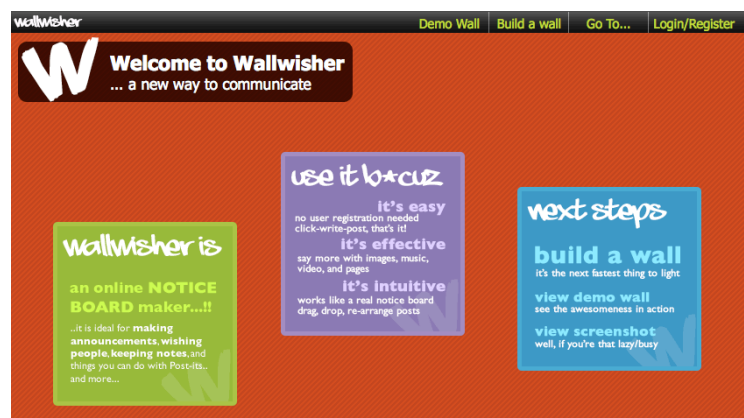 wallwisher
Demo Wall
Build a wall
Go To...
Login/Register
W
Welcome to Wallwisher
... a new way to communicate
wallwisher is
an online NOTICE
BOARD maker...!!
..it is ideal for making
announcements, wishing
people, keeping notes, and
things you can do with Post-its..
and more...
W
use it b*cuz
it's easy
no user registration needed
click-write-post, that's it!
it's effective
say more with images, music,
video, and pages
it's intuitive
works like a real notice board
drag, drop, re-arrange posts
W
next steps
build a wall
it's the next fastest thing to light
view demo wall
see the awesomeness in action
view screenshot
well, if you're that lazy/busy
W